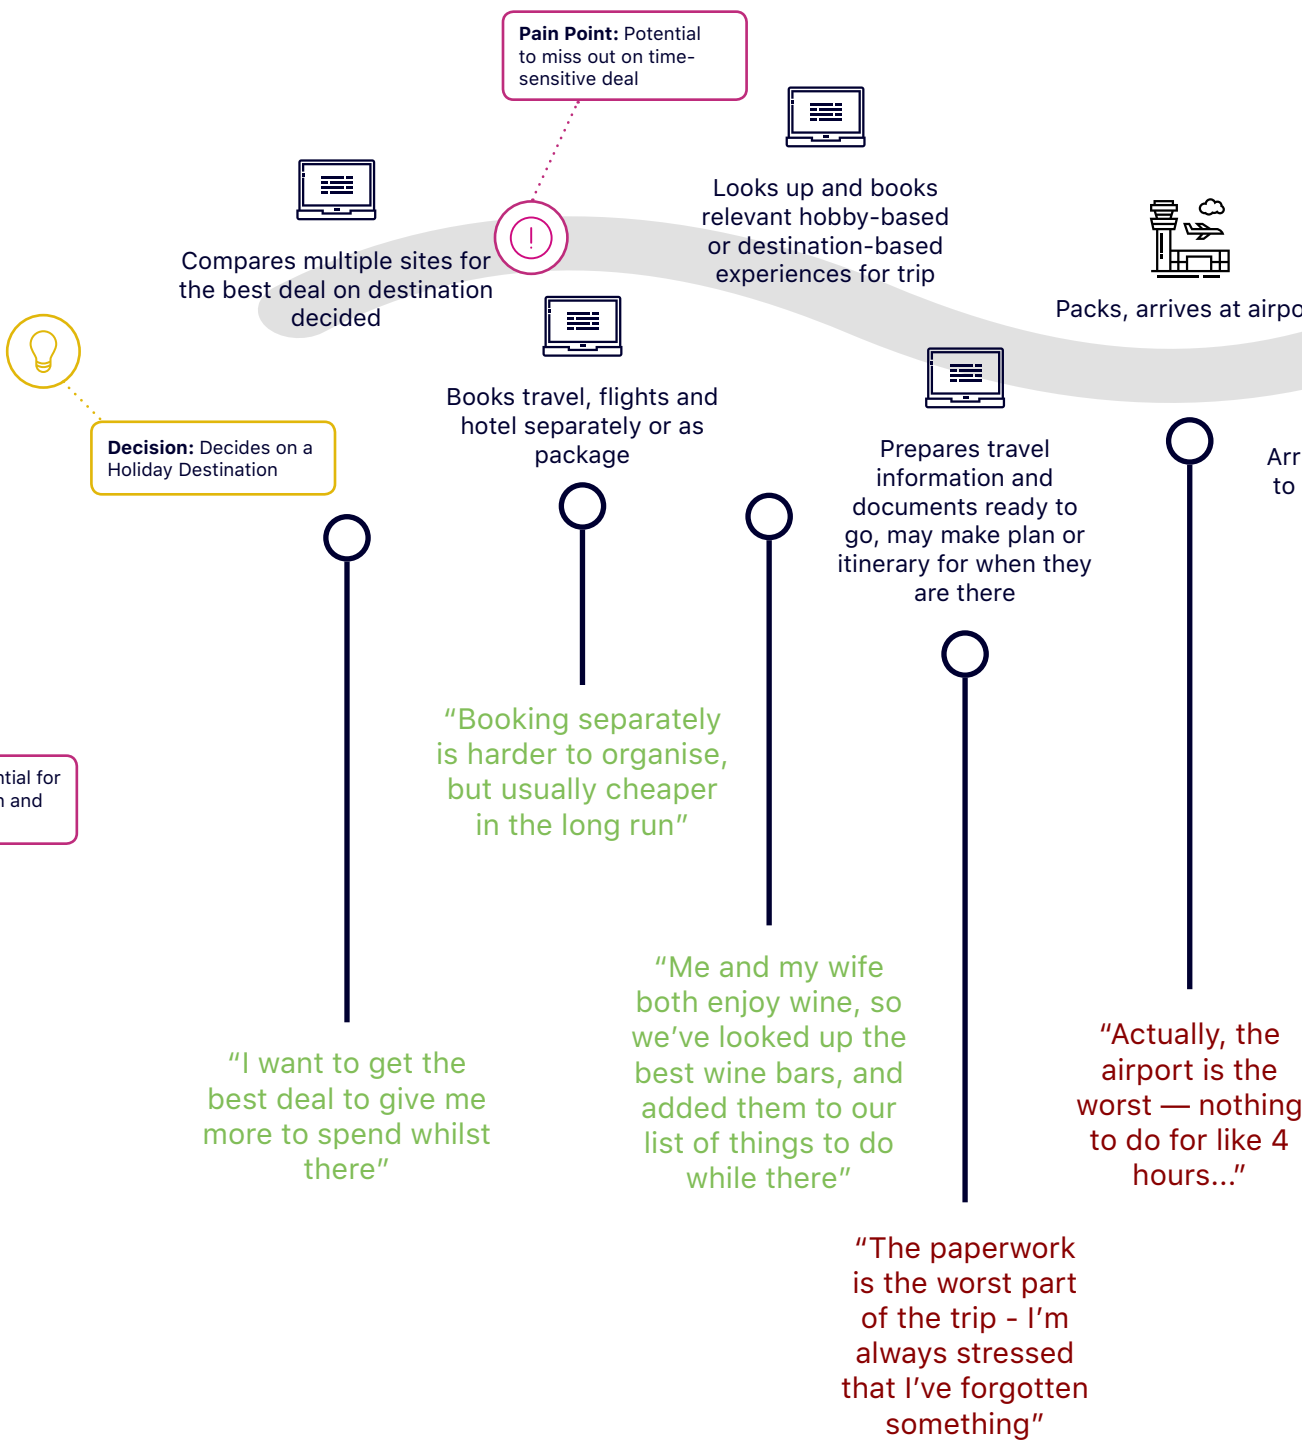 Pain Point: Potential
to miss out on time-
sensitive deal
Looks up and books
relevant hobby-based
or destination-based
experiences for trip
Compares multiple sites for
the best deal on destination
decided
Packs, arrives at
Books travel, flights and
hotel separately or as
package
Decision: Decides on a
Holiday Destination
Prepares travel
information and
documents ready to
go, may make plan or
itinerary for when they
are there
to
“Booking separately
is harder to organise,
but usually cheaper
in the long run”
for
and
“Me and my wife
both enjoy wine, so
we’ve looked up the
best wine bars, and
added them to our
list of things to do
while there”
“I want to get the
best deal to give me
more to spend whilst
there”
“Actually, the
airport is the
worst — nothing
to do for like 4
hours...”
“The paperwork
is the worst part
of the trip - I’m
always stressed
that I’ve forgotten
something”